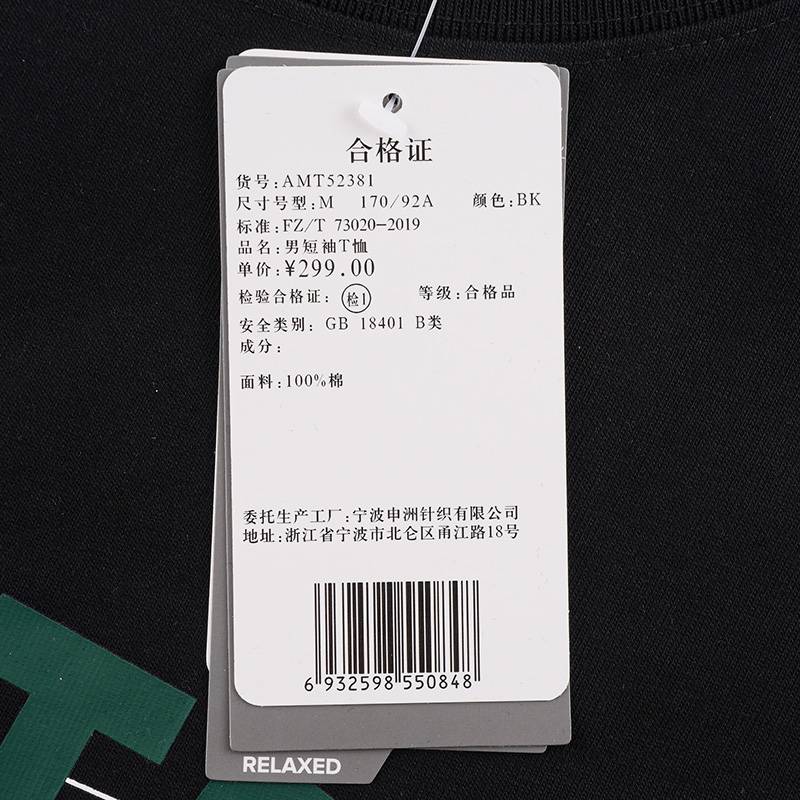 合格证
货号:AMT52381
尺寸号型:M 170/92A 颜色:BK
标准:FZ/T 73020-2019
品名:男短袖T恤
单价:¥299.00
检验合格证: 检1 等级:合格品
安全类别: GB 18401 B类
成分:
面料:100%棉
委托生产工厂:宁波申洲针织有限公司
地址:浙江省宁波市北仑区甬江路18号
6 932598 550848
RELAXED